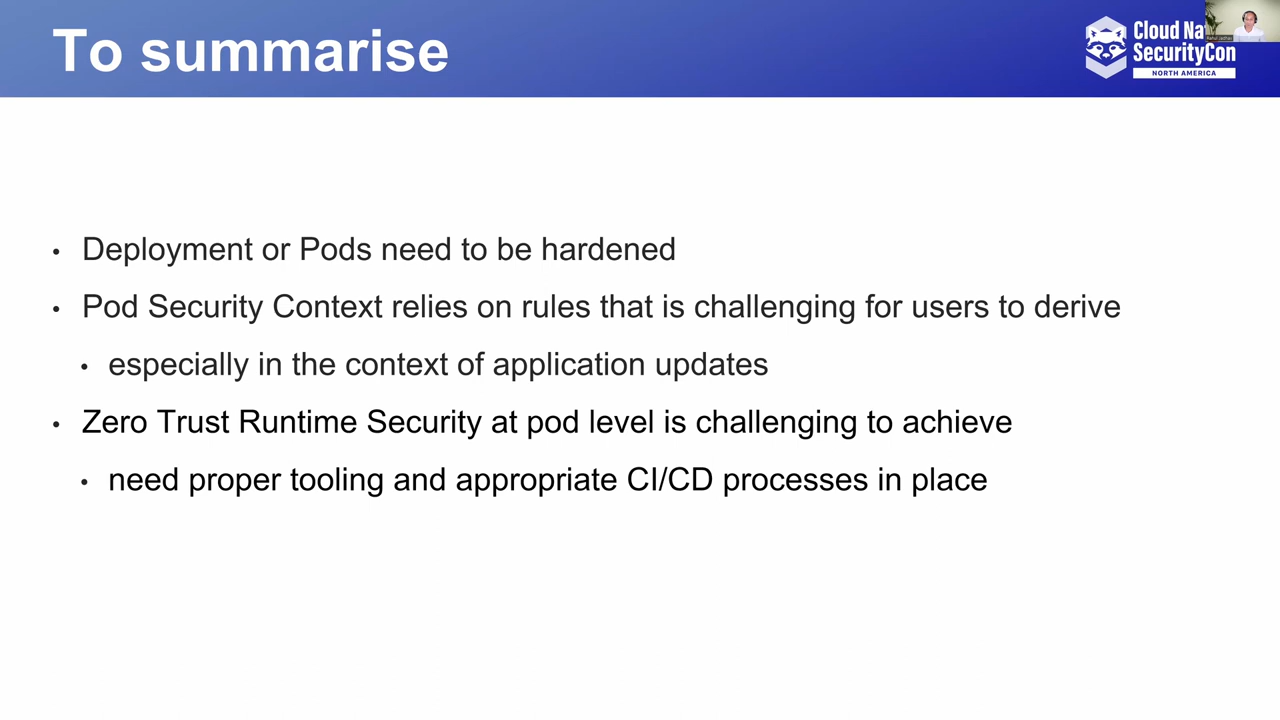 To summarise
Cloud Na
SecurityCon
NORTH AMERICA
• Deployment or Pods need to be hardened
• Pod Security Context relies on rules that is challenging for users to derive
• especially in the context of application updates
• Zero Trust Runtime Security at pod level is challenging to achieve
• need proper tooling and appropriate CI/CD processes in place